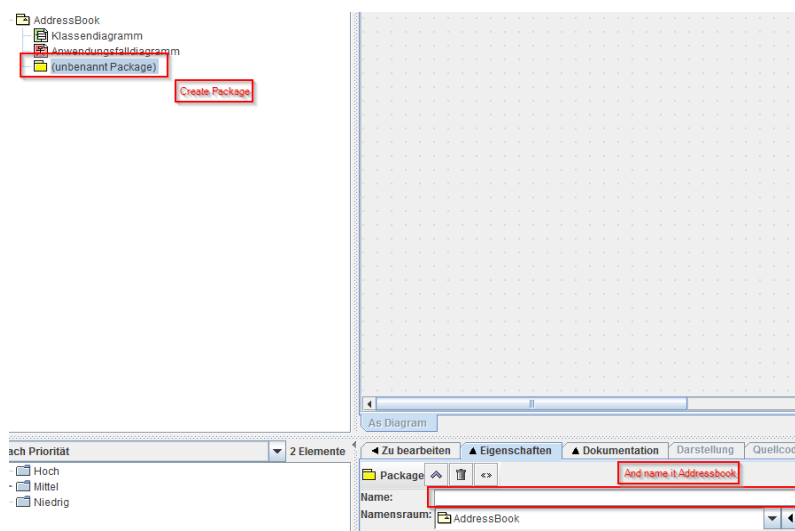 AddressBook
Klassendiagramm
Anwendungsfalldiagramm
(unbenannt Package)
Create Package
As Diagram
ach Priorität
2 Elemente
Hoch
Mittel
Niedrig
Zu bearbeiten
Eigenschaften
Dokumentation
Darstellung
Quellcod
Package
And name it Addressbook
Name:
Namensraum:
AddressBook